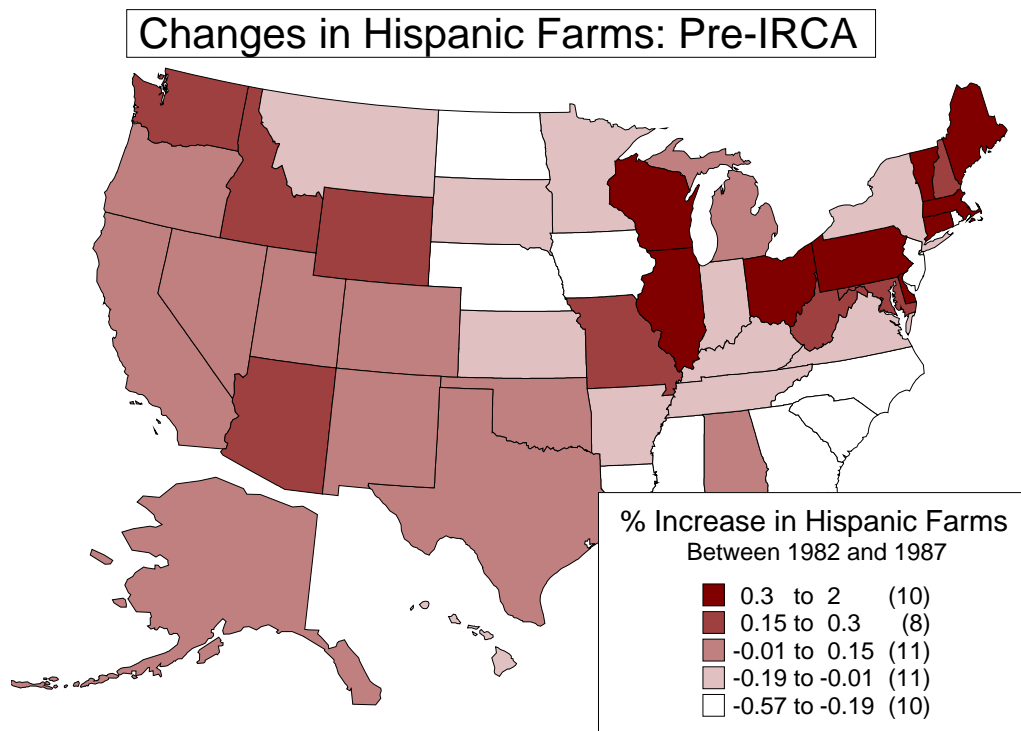 Changes in Hispanic Farms: Pre-IRCA
% Increase in Hispanic Farms
Between 1982 and 1987
0.3 to 2 (10)
0.15 to 0.3 (8)
-0.01 to 0.15 (11)
-0.19 to -0.01 (11)
-0.57 to -0.19 (10)